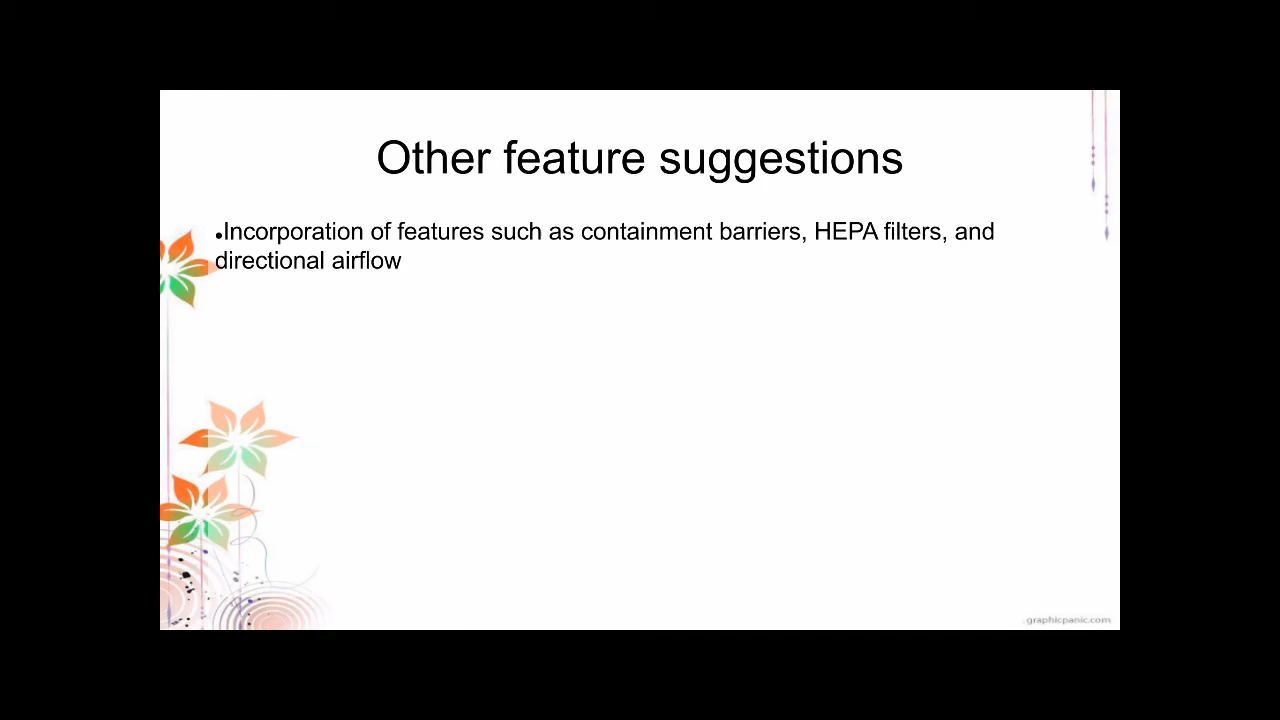 Other feature suggestions
●Incorporation of features such as containment barriers, HEPA filters, and
directional airflow
graphicpanic.com